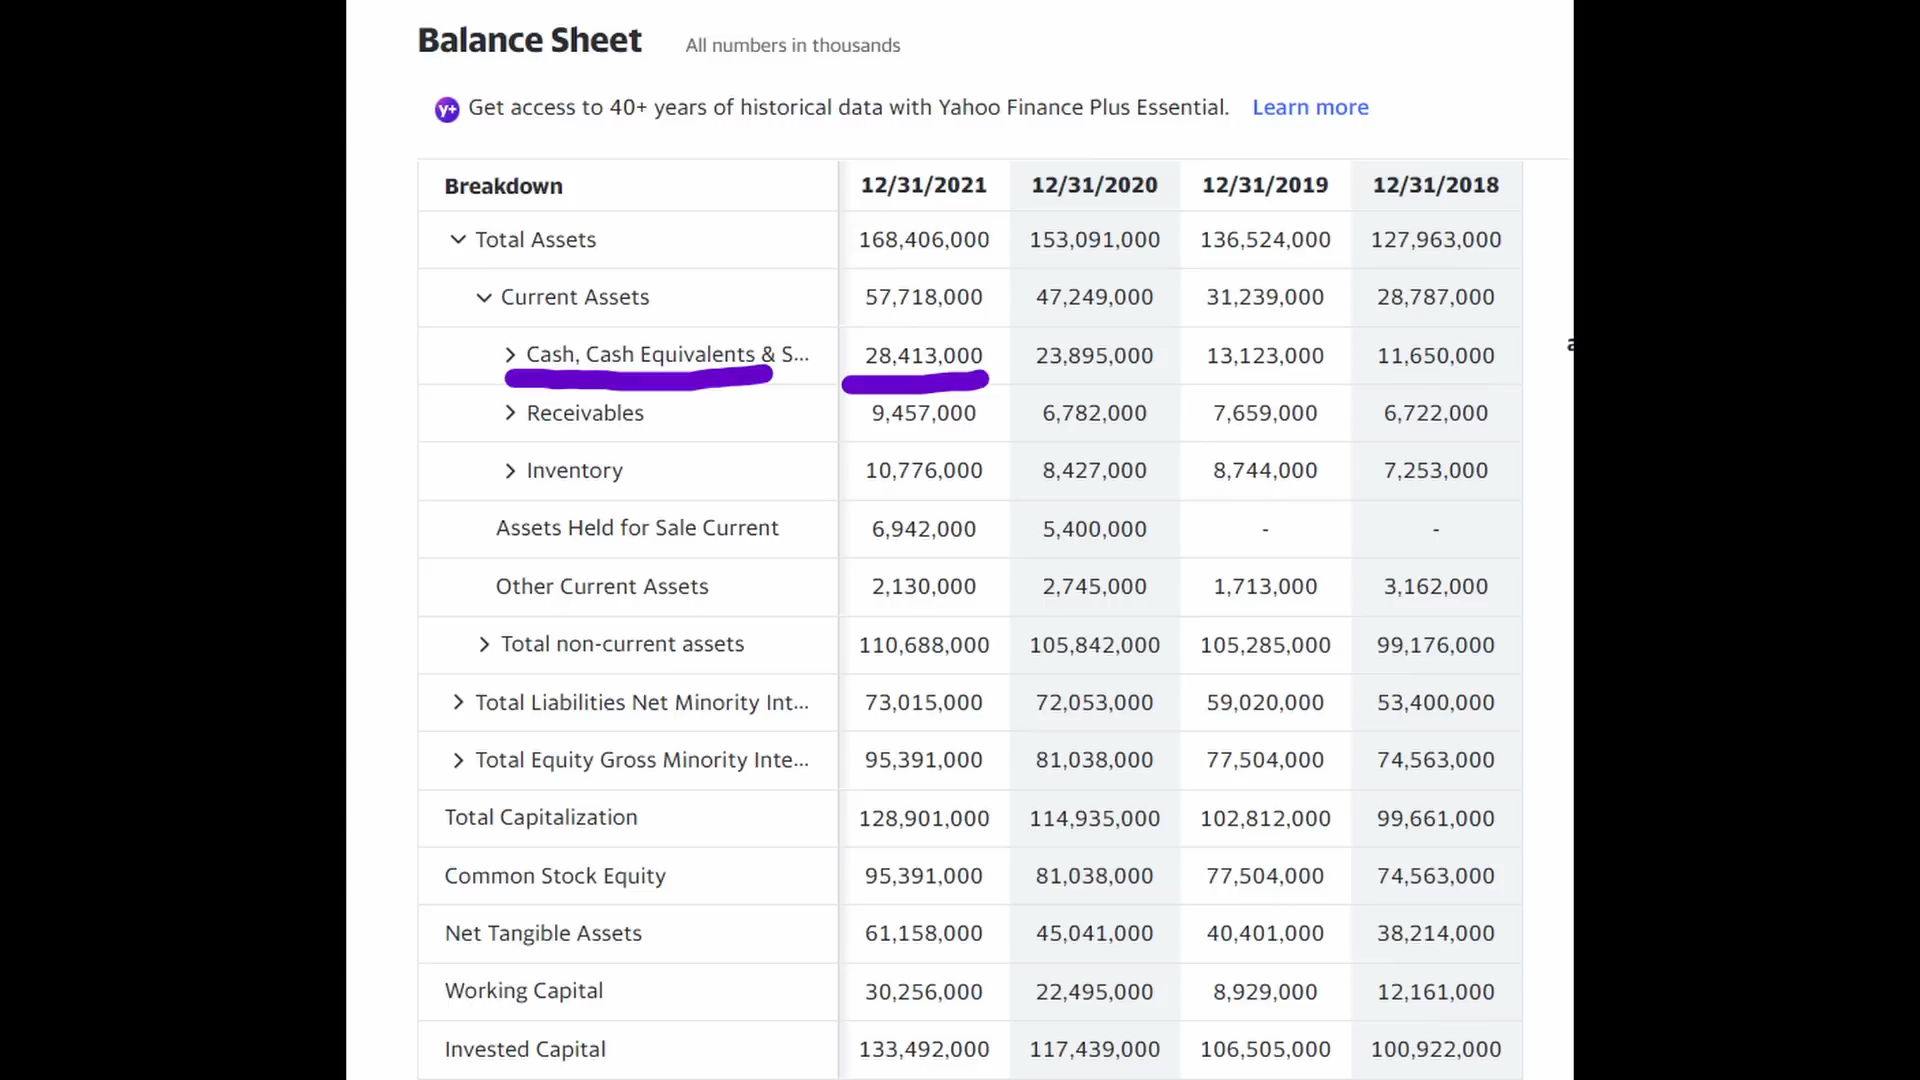 Balance Sheet All numbers in thousands
y+ Get access to 40+ years of historical data with Yahoo Finance Plus Essential. Learn more
Breakdown 12/31/2021 12/31/2020 12/31/2019 12/31/2018
Total Assets 168,406,000 153,091,000 136,524,000 127,963,000
Current Assets 57,718,000 47,249,000 31,239,000 28,787,000
Cash, Cash Equivalents & S... 28,413,000 23,895,000 13,123,000 11,650,000
Receivables 9,457,000 6,782,000 7,659,000 6,722,000
Inventory 10,776,000 8,427,000 8,744,000 7,253,000
Assets Held for Sale Current 6,942,000 5,400,000 - -
Other Current Assets 2,130,000 2,745,000 1,713,000 3,162,000
Total non-current assets 110,688,000 105,842,000 105,285,000 99,176,000
Total Liabilities Net Minority Int... 73,015,000 72,053,000 59,020,000 53,400,000
Total Equity Gross Minority Inte... 95,391,000 81,038,000 77,504,000 74,563,000
Total Capitalization 128,901,000 114,935,000 102,812,000 99,661,000
Common Stock Equity 95,391,000 81,038,000 77,504,000 74,563,000
Net Tangible Assets 61,158,000 45,041,000 40,401,000 38,214,000
Working Capital 30,256,000 22,495,000 8,929,000 12,161,000
Invested Capital 133,492,000 117,439,000 106,505,000 100,922,000